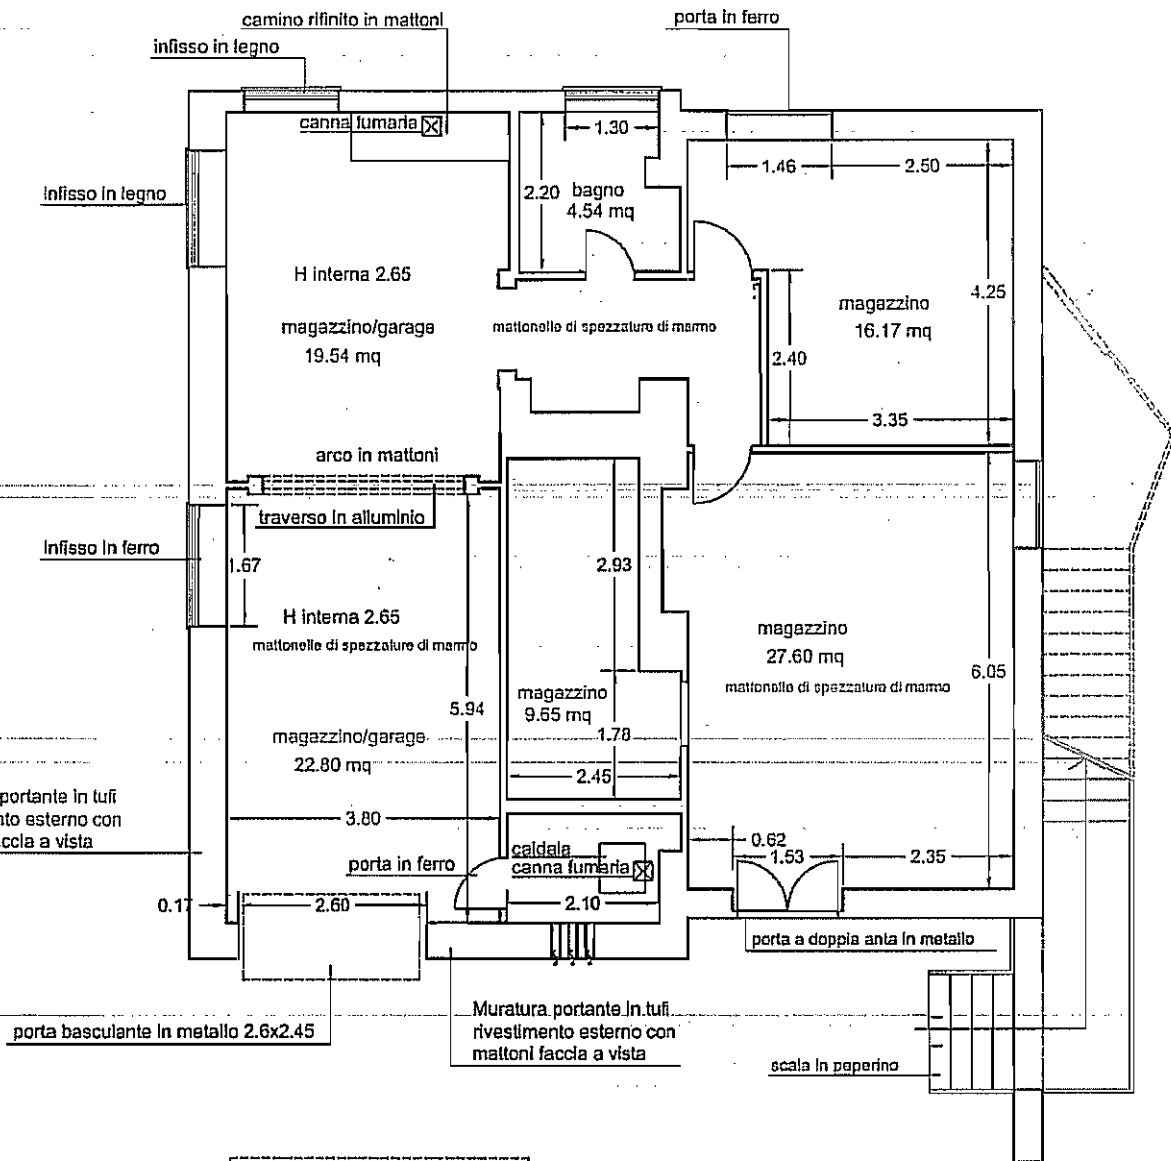 camino rifinito in mattoni
porta in ferro
infisso in legno
canna fumaria
1.30
1.46
2.50
infisso in legno
2.20
bagno
4.54 mq
H interna 2.65
4.25
magazzino
16.17 mq
magazzino/garage
19.54 mq
mattonelle di spezzature di marmo
2.40
3.35
arco in mattoni
traverso in alluminio
infisso in ferro
1.67
2.93
H interna 2.65
mattonelle di spezzature di marmo
magazzino
27.60 mq
mattonelle di spezzature di marmo
6.05
magazzino
9.65 mq
5.94
1.78
magazzino/garage
22.80 mq
2.45
portante in tufi
nto esterno con
accia a vista
3.80
0.62
caldaia
canna fumaria
porta in ferro
1.53
2.35
0.17
2.60
2.10
porta a doppia anta in metallo
Muratura portante in tufi
rivestimento esterno con
mattoni faccia a vista
porta basculante in metallo 2.6x2.45
scala in peperino